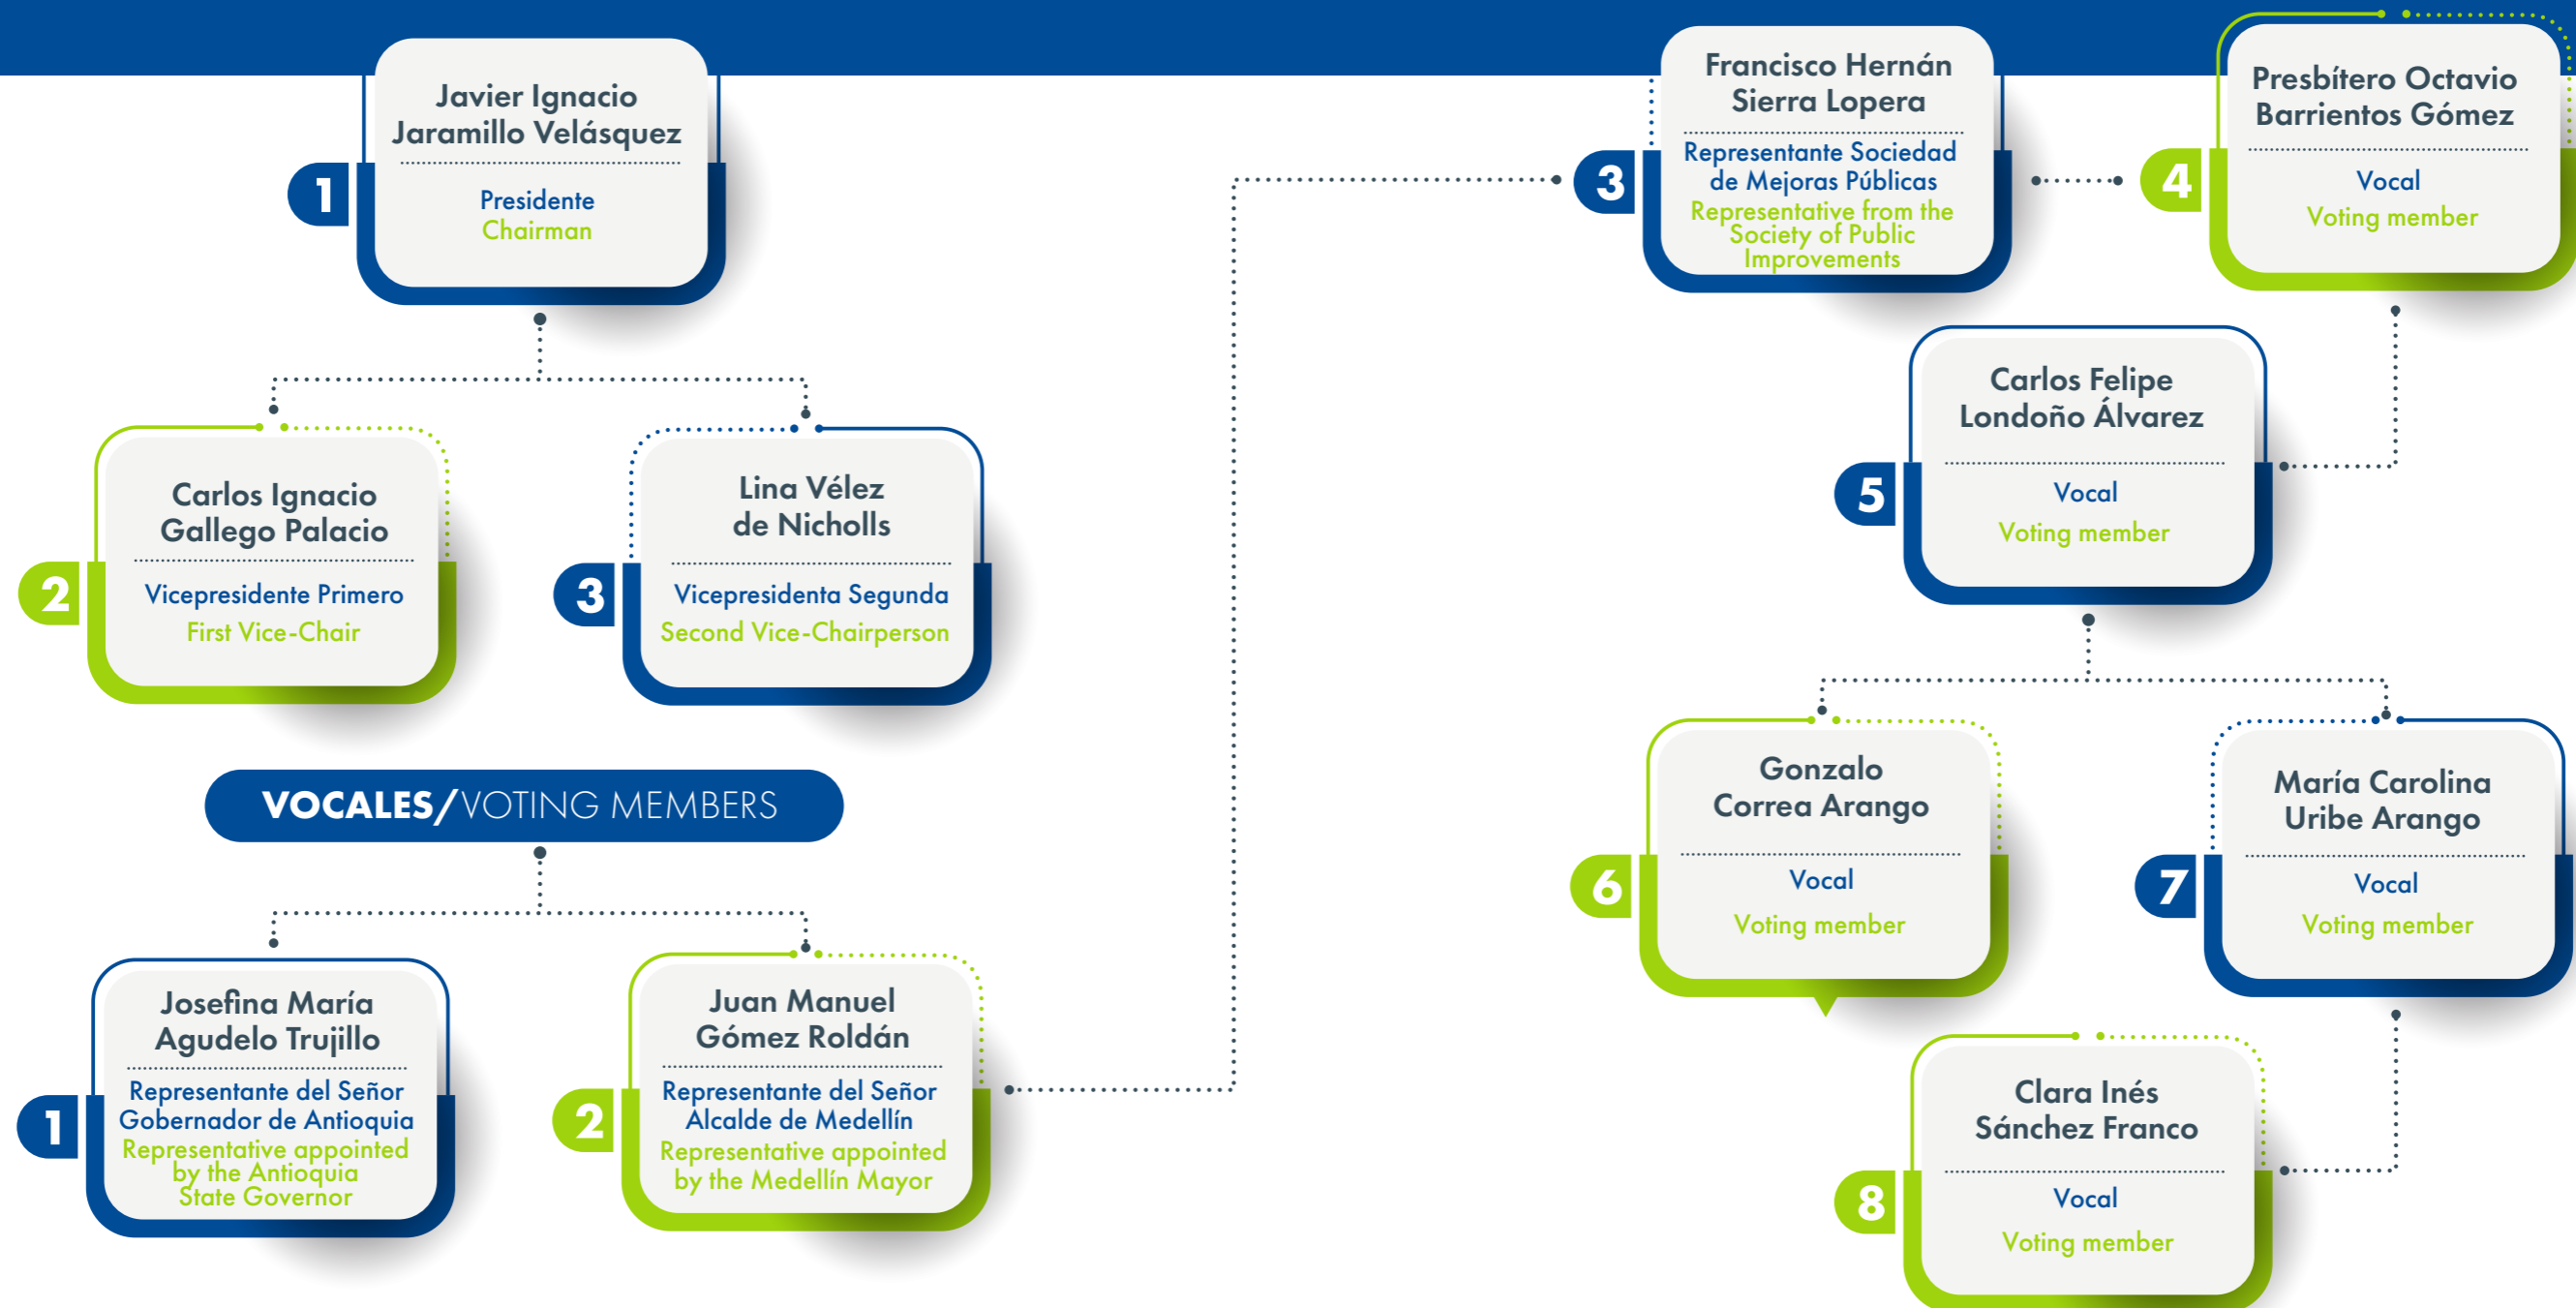 1
Javier Ignacio
Jaramillo Velásquez
Presidente
Chairman
2
Carlos Ignacio
Gallego Palacio
Vicepresidente Primero
First Vice-Chair
3
Lina Vélez
de Nicholls
Vicepresidenta Segunda
Second Vice-Chairperson
VOCALES/VOTING MEMBERS
1
Josefina María
Agudelo Trujillo
Representante del Señor
Gobernador de Antioquia
Representative appointed
by the Antioquia
State Governor
2
Juan Manuel
Gómez Roldán
Representante del Señor
Alcalde de Medellín
Representative appointed
by the Medellín Mayor
3
Francisco Hernán
Sierra Lopera
Representante Sociedad
de Mejoras Públicas
Representative from the
Society of Public
Improvements
4
Presbítero Octavio
Barrientos Gómez
Vocal
Voting member
5
Carlos Felipe
Londoño Álvarez
Vocal
Voting member
6
Gonzalo
Correa Arango
Vocal
Voting member
7
María Carolina
Uribe Arango
Vocal
Voting member
8
Clara Inés
Sánchez Franco
Vocal
Voting member